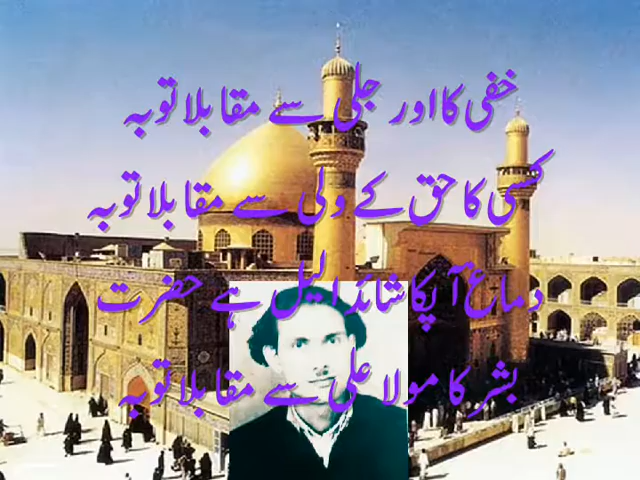 خفی کا اور جلی سے مقابلا توبہ
کسی کا حق کے ولی سے مقابلا توبہ
دماغ آپکا شائد الیل ہے حضرت
بشر کا مولا علی سے مقابلا توبہ